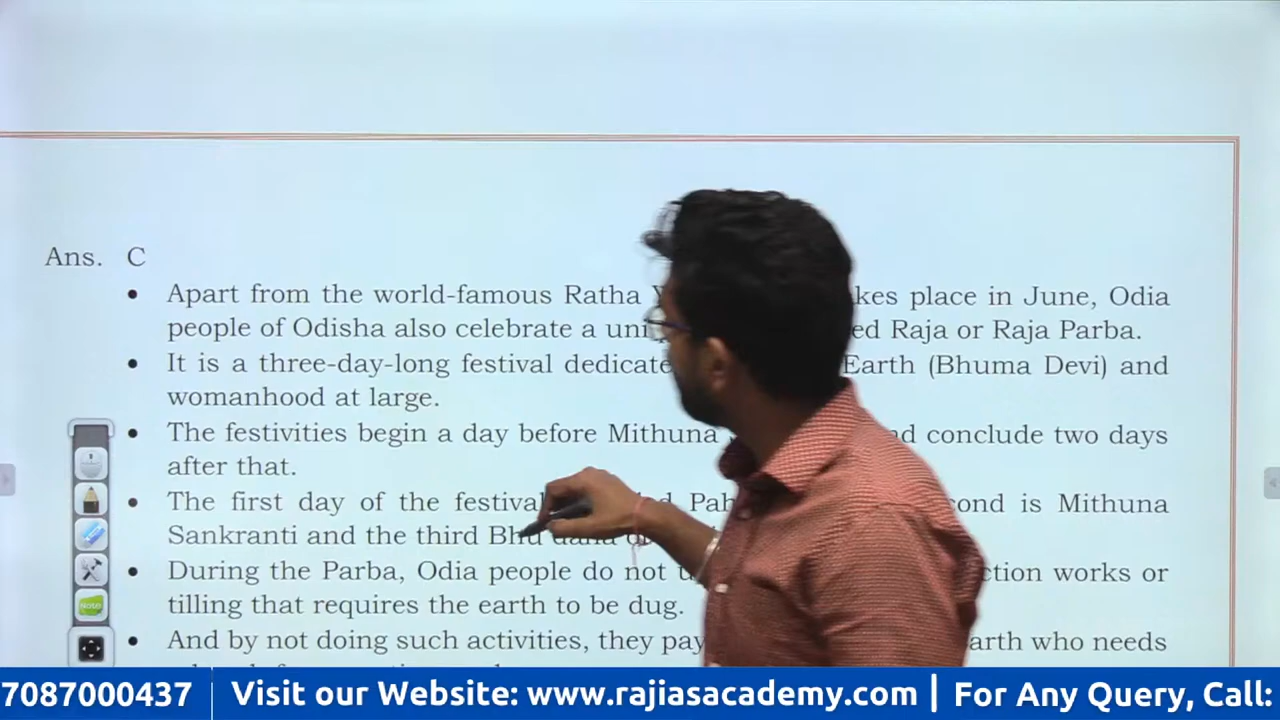 Ans. C
• Apart from the world-famous Ratha kes place in June, Odia
people of Odisha also celebrate a uni ed Raja or Raja Parba.
• It is a three-day-long festival dedicate Earth (Bhuma Devi) and
womanhood at large.
• The festivities begin a day before Mithuna nd conclude two days
after that.
• The first day of the festival d Pah cond is Mithuna
Sankranti and the third Bhu daha
• During the Parba, Odia people do not ction works or
tilling that requires the earth to be dug.
• And by not doing such activities, they pay arth who needs
Note
7087000437 Visit our Website: www.rajiasacademy.com | For Any Query, Call: